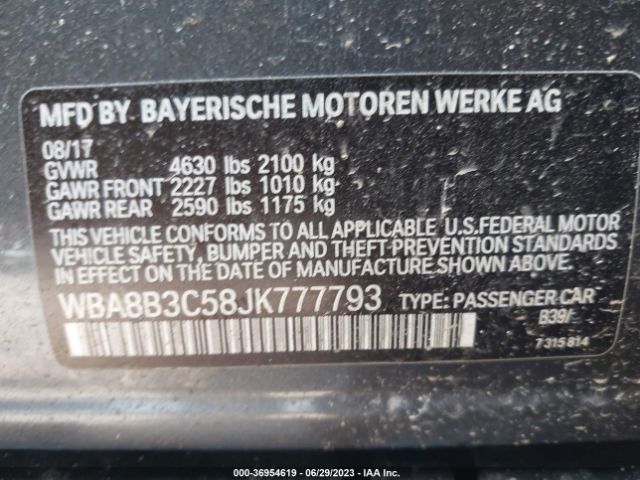 MFD BY BAYERISCHE MOTOREN WERKE AG
08/17
GVWR 4630 lbs 2100 kg
GAWR FRONT 2227 lbs 1010 kg
GAWR REAR 2590 lbs 1175 kg
THIS VEHICLE CONFORMS TO ALL APPLICABLE U.S.FEDERAL MOTOR
VEHICLE SAFETY, BUMPER AND THEFT PREVENTION STANDARDS
IN EFFECT ON THE DATE OF MANUFACTURE SHOWN ABOVE.
WBA8B3C58JK777793 TYPE: PASSENGER CAR
B39/
7 315 814
000-36954619 - 06/29/2023 - IAA Inc.